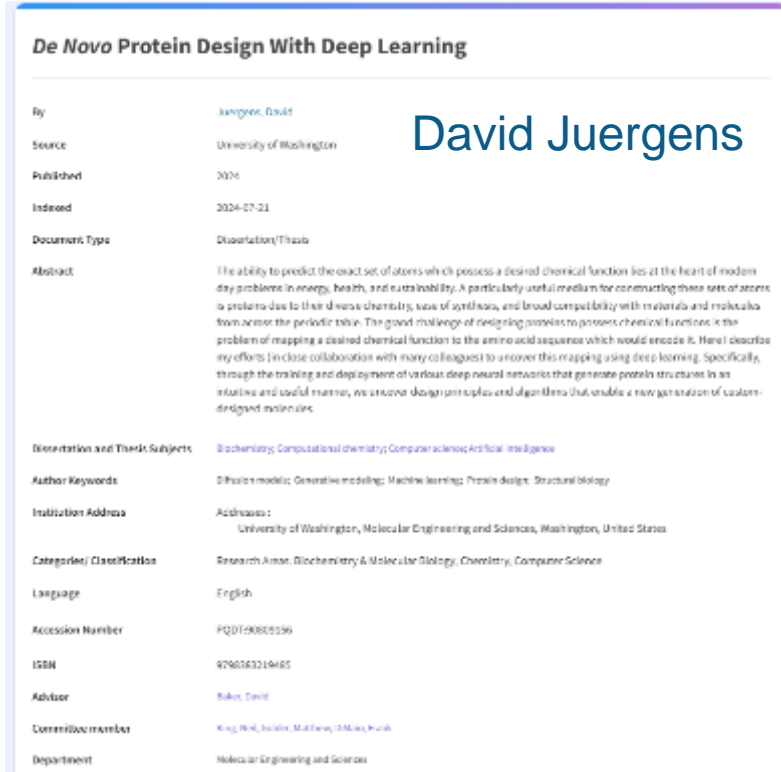 De Novo Protein Design With Deep Learning
By Juergens, David
David Juergens
Source University of Washington
Published 2024
Indexed 2024-07-21
Document Type Dissertation/Thesis
Abstract The ability to predict the exact set of atoms which possess a desired chemical function lies at the heart of modern
day problems in energy, health, and sustainability. A particularly useful medium for constructing these sets of atoms
is proteins due to their diverse chemistry, ease of synthesis, and broad compatibility with materials and molecules
from across the periodic table. The grand challenge of designing proteins to possess chemical functions is the
problem of mapping a desired chemical function to the amino acid sequence which would encode it. Here I describe
my efforts (in close collaboration with many colleagues) to uncover this mapping using deep learning. Specifically,
through the training and deployment of various deep neural networks that generate protein structures in an
intuitive and useful manner, we uncover design principles and algorithms that enable a new generation of custom-
designed molecules.
Dissertation and Thesis Subjects Biochemistry; Computational chemistry; Computer science; Artificial intelligence
Author Keywords Diffusion models; Generative modeling; Machine learning; Protein design; Structural biology
Institution Address Addresses:
University of Washington, Molecular Engineering and Sciences, Washington, United States
Categories/ Classification Research Areas: Biochemistry & Molecular Biology, Chemistry, Computer Science
Language English
Accession Number PQDT:90809156
ISBN 9798383219485
Advisor Baker, David
Committee member King, Neil, Matthew, DiMaio, Frank
Department Molecular Engineering and Sciences